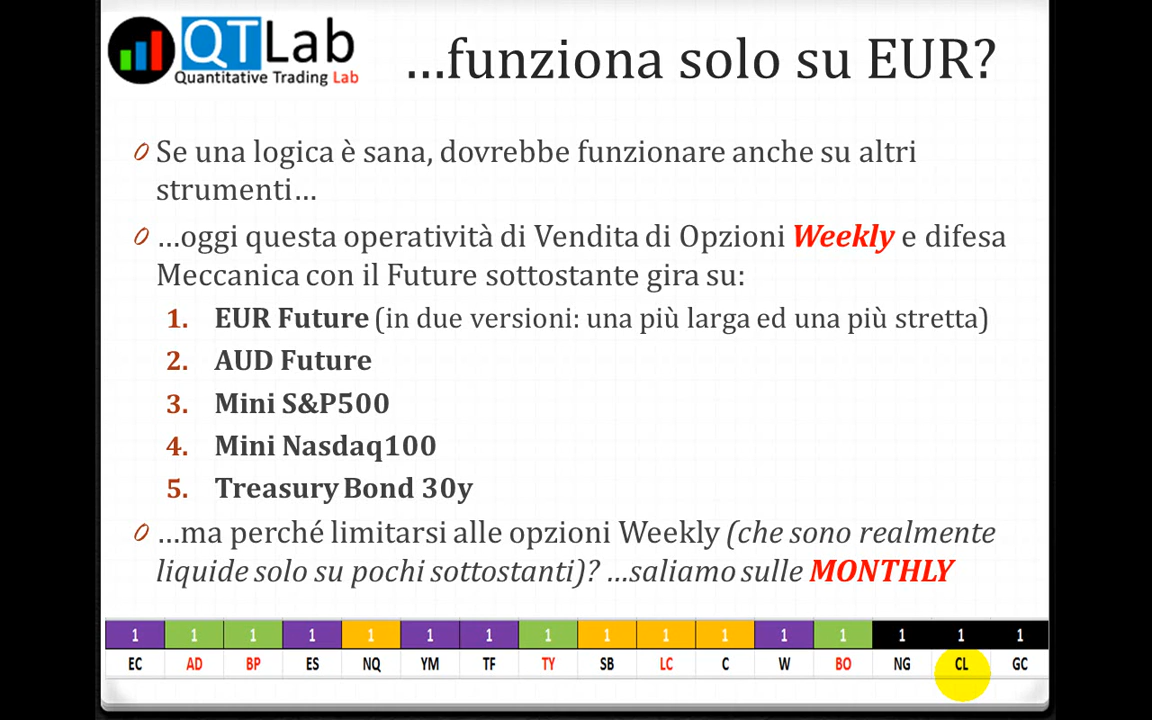 QTLab
Quantitative Trading Lab
...funziona solo su EUR?
Se una logica è sana, dovrebbe funzionare anche su altri
strumenti...
...oggi questa operatività di Vendita di Opzioni Weekly e difesa
Meccanica con il Future sottostante gira su:
1. EUR Future (in due versioni: una più larga ed una più stretta)
2. AUD Future
3. Mini S&P500
4. Mini Nasdaq100
5. Treasury Bond 30y
...ma perché limitarsi alle opzioni Weekly (che sono realmente
liquide solo su pochi sottostanti)? ...saliamo sulle MONTHLY
1 1 1 1 1 1 1 1 1 1 1 1 1 1 1 1
EC AD BP ES NQ YM TF TY SB LC C W BO NG CL GC